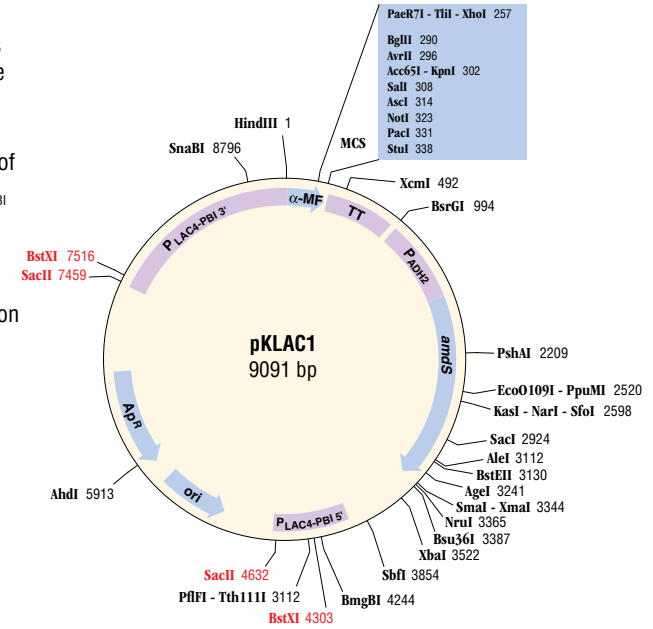 PaeR7I - TliI - XhoI 257
BglII 290
AvrII 296
Acc65I - KpnI 302
SalI 308
AscI 314
NotI 323
PacI 331
StuI 338
e
of
BI
on
HindIII 1
SnaBI 8796
MCS
XcmI 492
BsrGI 994
α-MF
TT
PLAC4-PBI 3'
PADH2
BstXI 7516
SacII 7459
pKLAC1
9091 bp
amdS
PshAI 2209
EcoO109I - PpuMI 2520
KasI - NarI - SfoI 2598
SacI 2924
AleI 3112
BstEII 3130
AgeI 3241
SmaI - XmaI 3344
NruI 3365
Bsu36I 3387
XbaI 3522
SbfI 3854
ApR
AhdI 5913
ori
PLAC4-PBI 5'
SacII 4632
PflFI - Tth111I 3112
BmgBI 4244
BstXI 4303